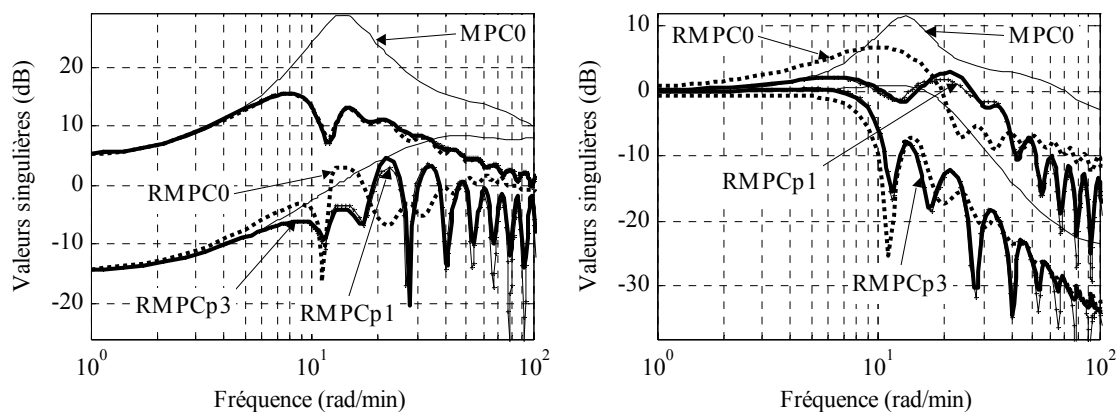 MPC0
20
10
0
-10
-20
RMPC0
RMPCp3
RMPCp1
10^0
10^1
10^2
Fréquence (rad/min)
Valeurs singulières (dB)
10
0
-10
-20
-30
RMPC0
MPC0
RMPCp1
RMPCp3
10^0
10^1
10^2
Fréquence (rad/min)
Valeurs singulières (dB)